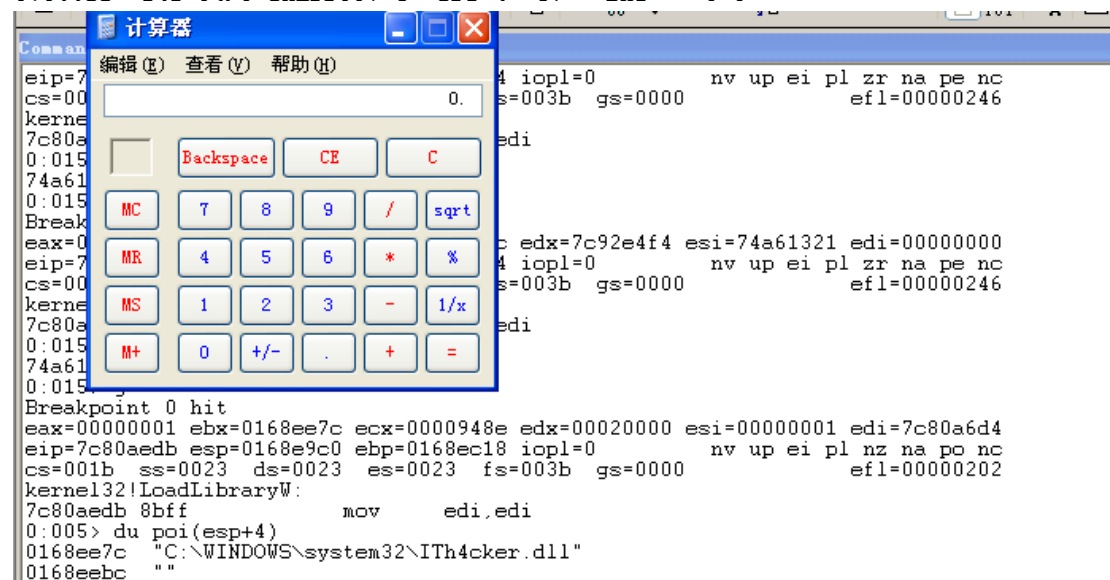 计算器
Comman
编辑(E) 查看(V) 帮助(H)
0.
Backspace CE C
MC 7 8 9 / sqrt
MR 4 5 6 * %
MS 1 2 3 - 1/x
M+ 0 +/- . + =
eip=7
4 iopl=0 nv up ei pl zr na pe nc
cs=00
s=003b gs=0000 efl=00000246
kerne
7c80a
edi
0:015
74a61
0:015
Break
eax=0
edx=7c92e4f4 esi=74a61321 edi=00000000
eip=7
4 iopl=0 nv up ei pl zr na pe nc
cs=00
s=003b gs=0000 efl=00000246
kerne
7c80a
edi
0:015
74a61
0:015
Breakpoint 0 hit
eax=00000001 ebx=0168ee7c ecx=0000948e edx=00020000 esi=00000001 edi=7c80a6d4
eip=7c80aedb esp=0168e9c0 ebp=0168ec18 iopl=0 nv up ei pl nz na po nc
cs=001b ss=0023 ds=0023 es=0023 fs=003b gs=0000 efl=00000202
kernel32!LoadLibraryW:
7c80aedb 8bff mov edi,edi
0:005> du poi(esp+4)
0168ee7c "C:\WINDOWS\system32\ITh4cker.dll"
0168eebc ""